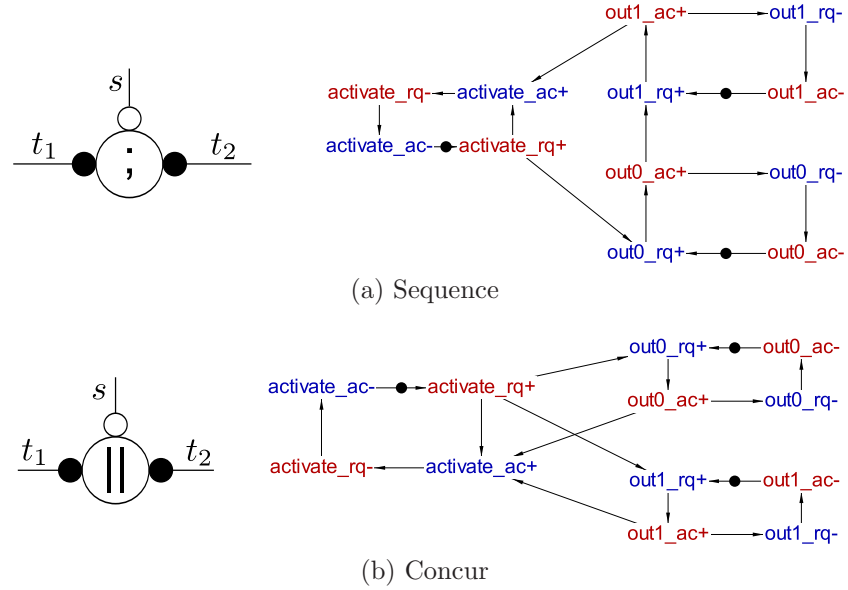 s
t1 ; t2
out1_ac+ out1_rq-
activate_rq- activate_ac+ out1_rq+ out1_ac-
activate_ac- activate_rq+
out0_ac+ out0_rq-
out0_rq+ out0_ac-
(a) Sequence
s
t1 || t2
out0_rq+ out0_ac-
activate_ac- activate_rq+ out0_ac+ out0_rq-
activate_rq- activate_ac+ out1_rq+ out1_ac-
out1_ac+ out1_rq-
(b) Concur